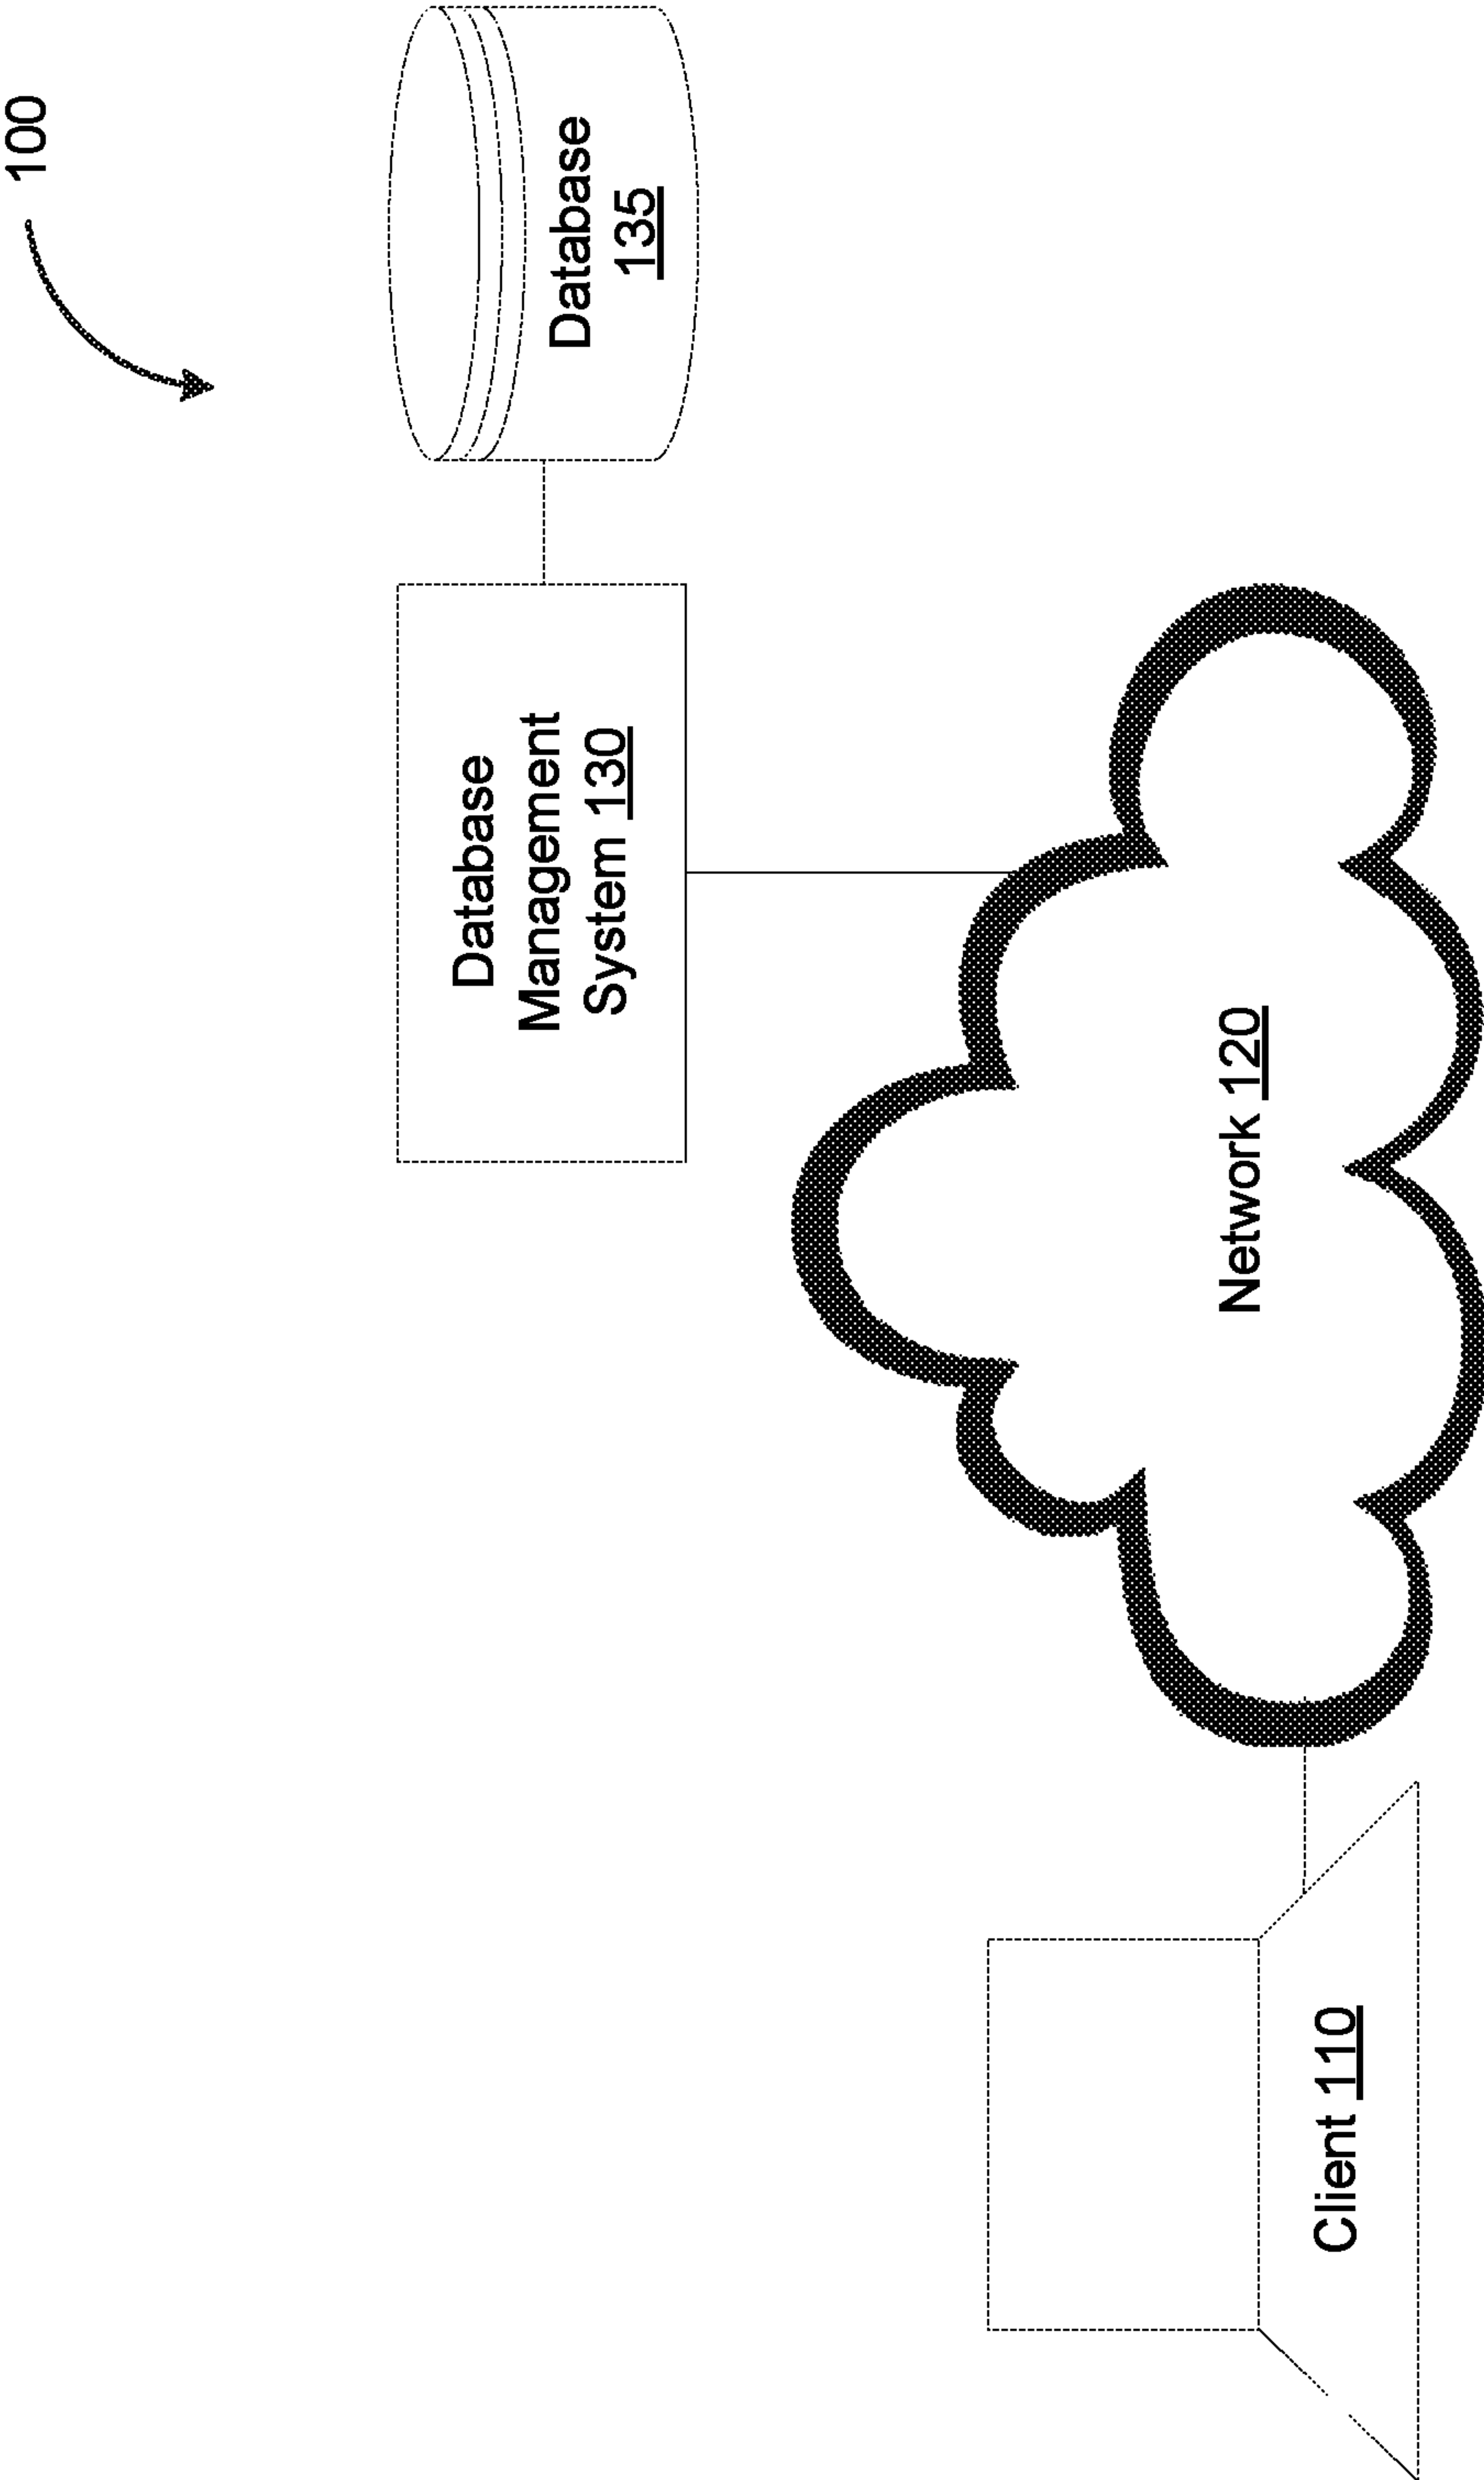 100
Database
135
Database
Management
System 130
Network 120
Client 110